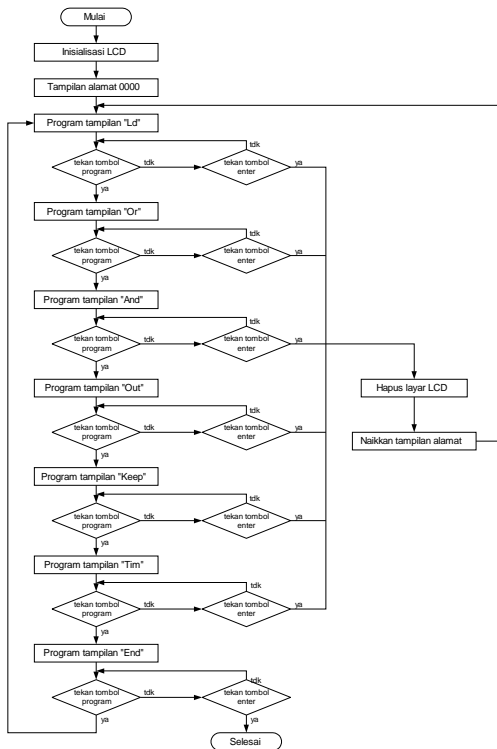 Mulai
Inisialisasi LCD
Tampilan alamat 0000
Program tampilan "Ld"
tdk
tekan tombol
program
tdk
tekan tombol
enter
ya
ya
Program tampilan "Or"
tdk
tekan tombol
program
tdk
tekan tombol
enter
ya
ya
Program tampilan "And"
tdk
tekan tombol
program
tdk
tekan tombol
enter
ya
ya
Program tampilan "Out"
Hapus layar LCD
tdk
tekan tombol
program
tdk
tekan tombol
enter
ya
Naikkan tampilan alamat
ya
Program tampilan "Keep"
tdk
tekan tombol
program
tdk
tekan tombol
enter
ya
ya
Program tampilan "Tim"
tdk
tekan tombol
program
tdk
tekan tombol
enter
ya
ya
Program tampilan "End"
tdk
tekan tombol
program
tdk
tekan tombol
enter
ya
ya
Selesai